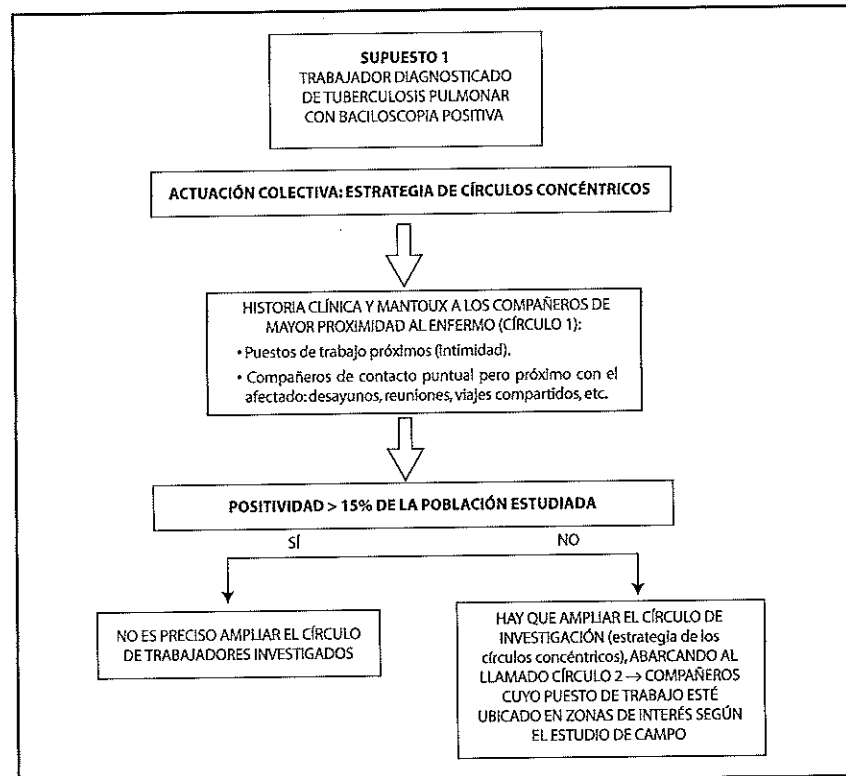 SUPUESTO 1
TRABAJADOR DIAGNOSTICADO
DE TUBERCULOSIS PULMONAR
CON BACILOSCOPIA POSITIVA
ACTUACIÓN COLECTIVA: ESTRATEGIA DE CÍRCULOS CONCÉNTRICOS
HISTORIA CLÍNICA Y MANTOUX A LOS COMPAÑEROS DE
MAYOR PROXIMIDAD AL ENFERMO (CÍRCULO 1):
• Puestos de trabajo próximos (intimidad).
• Compañeros de contacto puntual pero próximo con el
afectado: desayunos, reuniones, viajes compartidos, etc.
POSITIVIDAD > 15% DE LA POBLACIÓN ESTUDIADA
SÍ
NO
NO ES PRECISO AMPLIAR EL CÍRCULO
DE TRABAJADORES INVESTIGADOS
HAY QUE AMPLIAR EL CÍRCULO DE
INVESTIGACIÓN (estrategia de los
círculos concéntricos), ABARCANDO AL
LLAMADO CÍRCULO 2 → COMPAÑEROS
CUYO PUESTO DE TRABAJO ESTÉ
UBICADO EN ZONAS DE INTERÉS SEGÚN
EL ESTUDIO DE CAMPO